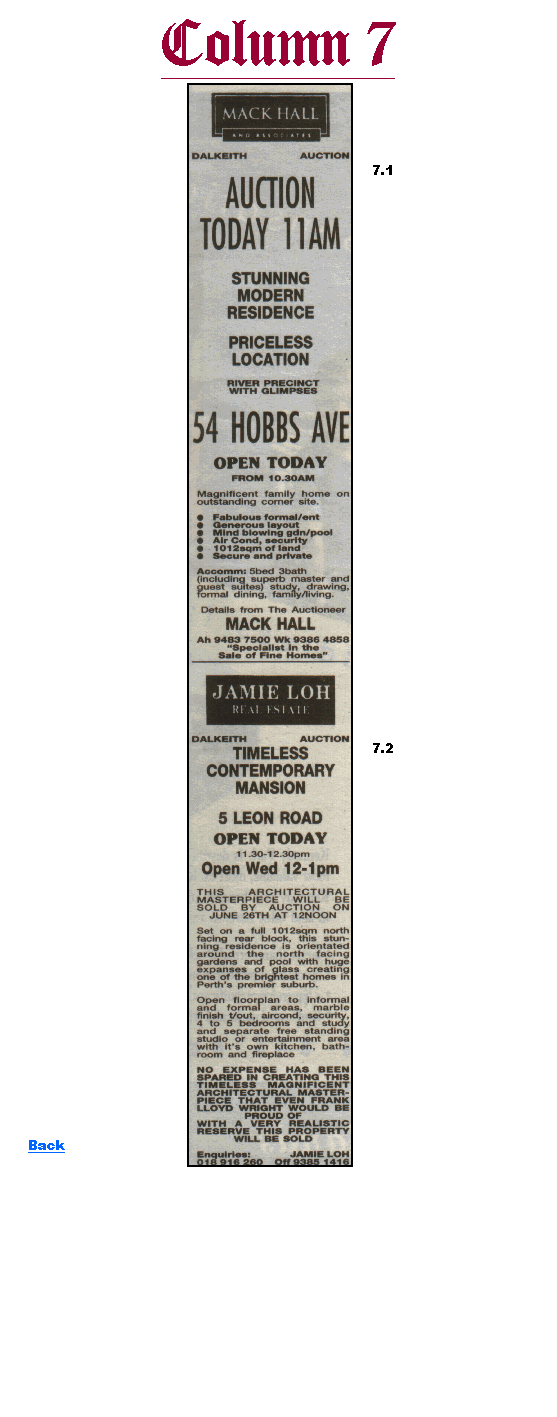 Column 7
MACK HALL
AND ASSOCIATES
DALKEITH AUCTION
7.1
AUCTION
TODAY 11AM
STUNNING
MODERN
RESIDENCE
PRICELESS
LOCATION
RIVER PRECINCT
WITH GLIMPSES
54 HOBBS AVE
OPEN TODAY
FROM 10.30AM
Magnificent family home on
outstanding corner site.
● Fabulous formal/ent
● Generous layout
● Mind blowing gdn/pool
● Air Cond, security
● 1012sqm of land
● Secure and private
Accomm: 5bed 3bath
(including superb master and
guest suites) study, drawing,
formal dining, family/living.
Details from The Auctioneer
MACK HALL
Ah 9483 7500 Wk 9386 4858
"Specialist in the
Sale of Fine Homes"
JAMIE LOH
REAL ESTATE
DALKEITH AUCTION
7.2
TIMELESS
CONTEMPORARY
MANSION
5 LEON ROAD
OPEN TODAY
11.30-12.30pm
Open Wed 12-1pm
THIS ARCHITECTURAL
MASTERPIECE WILL BE
SOLD BY AUCTION ON
JUNE 26TH AT 12NOON
Set on a full 1012sqm north
facing rear block, this stun-
ning residence is orientated
around the north facing
gardens and pool with huge
expanses of glass creating
one of the brightest homes in
Perth's premier suburb.
Open floorplan to informal
and formal areas, marble
finish t/out, aircond, security,
4 to 5 bedrooms and study
and separate free standing
studio or entertainment area
with it's own kitchen, bath-
room and fireplace
NO EXPENSE HAS BEEN
SPARED IN CREATING THIS
TIMELESS MAGNIFICENT
ARCHITECTURAL MASTER-
PIECE THAT EVEN FRANK
LLOYD WRIGHT WOULD BE
PROUD OF
WITH A VERY REALISTIC
RESERVE THIS PROPERTY
WILL BE SOLD
Enquiries: JAMIE LOH
018 916 260 Off 9385 1416
Back